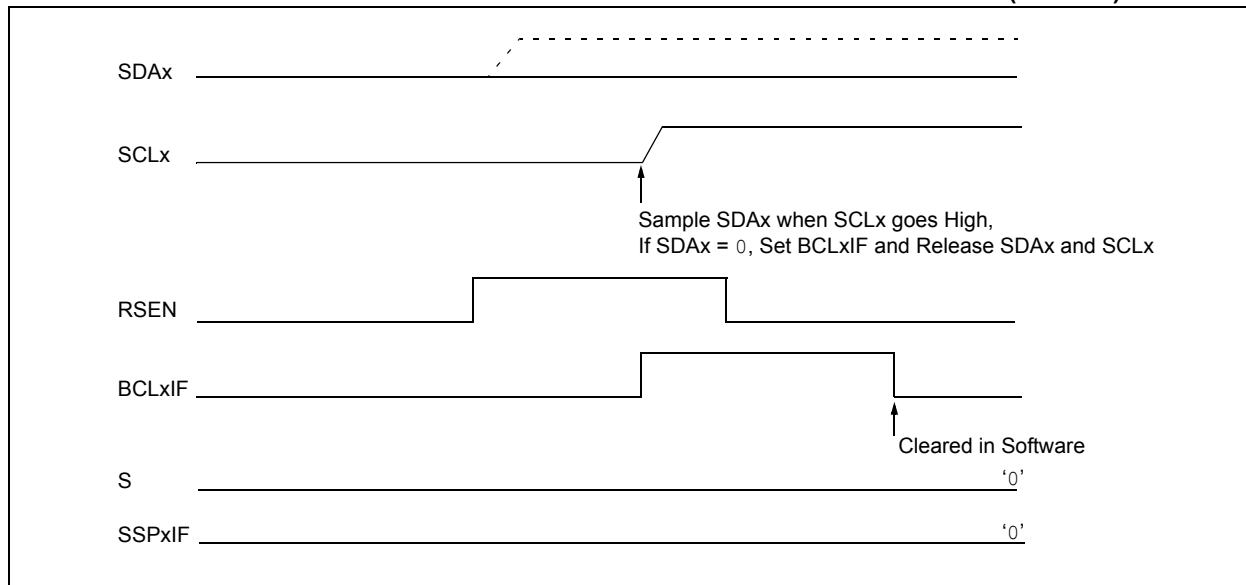 SDAx
SCLx
Sample SDAx when SCLx goes High,
If SDAx = 0, Set BCLxIF and Release SDAx and SCLx
RSEN
BCLxIF
Cleared in Software
S
'0'
SSPxIF
'0'